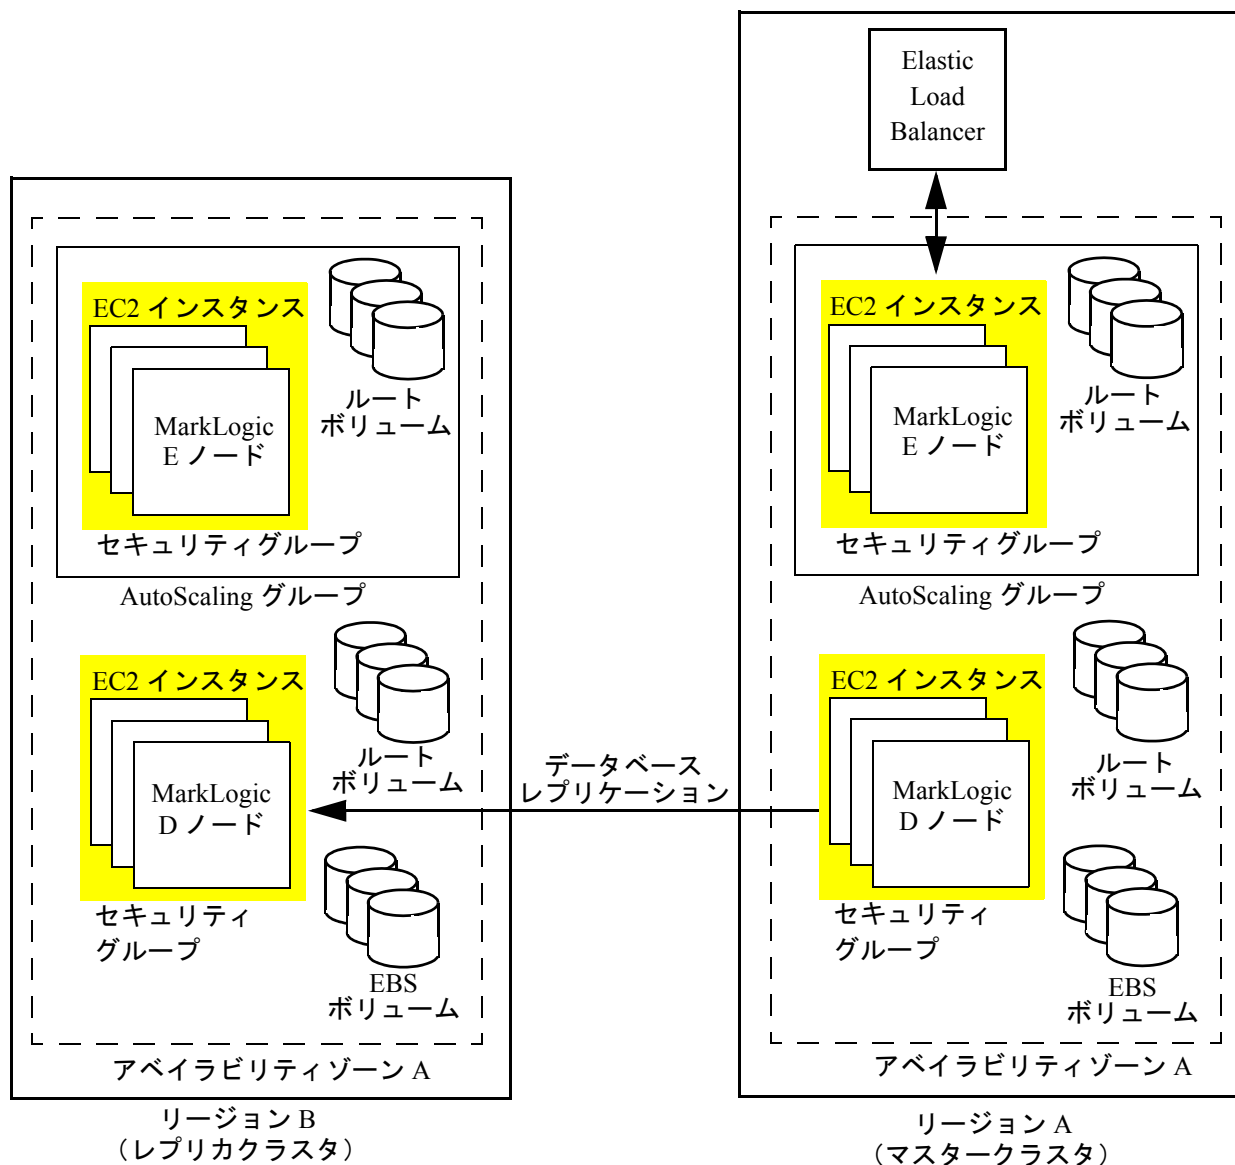 Elastic
Load
Balancer
EC2 インスタンス
MarkLogic
E ノード
ルート
ボリューム
セキュリティグループ
AutoScaling グループ
EC2 インスタンス
MarkLogic
D ノード
ルート
ボリューム
セキュリティ
グループ
EBS
ボリューム
アベイラビリティゾーン A
リージョン B
（レプリカクラスタ）
データベース
レプリケーション
EC2 インスタンス
MarkLogic
E ノード
ルート
ボリューム
セキュリティグループ
AutoScaling グループ
EC2 インスタンス
MarkLogic
D ノード
ルート
ボリューム
セキュリティ
グループ
EBS
ボリューム
アベイラビリティゾーン A
リージョン A
（マスタークラスタ）